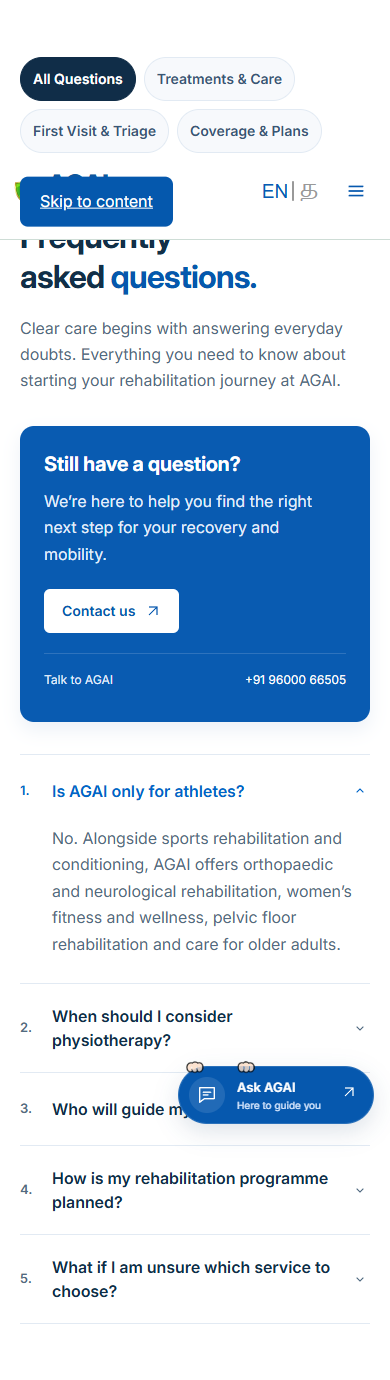 All Questions
Treatments & Care
First Visit & Triage
Coverage & Plans
Skip to content
EN| த
Frequently
asked questions.
Clear care begins with answering everyday
doubts. Everything you need to know about
starting your rehabilitation journey at AGAI.
Still have a question?
We’re here to help you find the right
next step for your recovery and
mobility.
Contact us
Talk to AGAI
+91 96000 66505
1. Is AGAI only for athletes?
No. Alongside sports rehabilitation and
conditioning, AGAI offers orthopaedic
and neurological rehabilitation, women’s
fitness and wellness, pelvic floor
rehabilitation and care for older adults.
2. When should I consider
physiotherapy?
Ask AGAI
Here to guide you
3. Who will guide my
4. How is my rehabilitation programme
planned?
5. What if I am unsure which service to
choose?